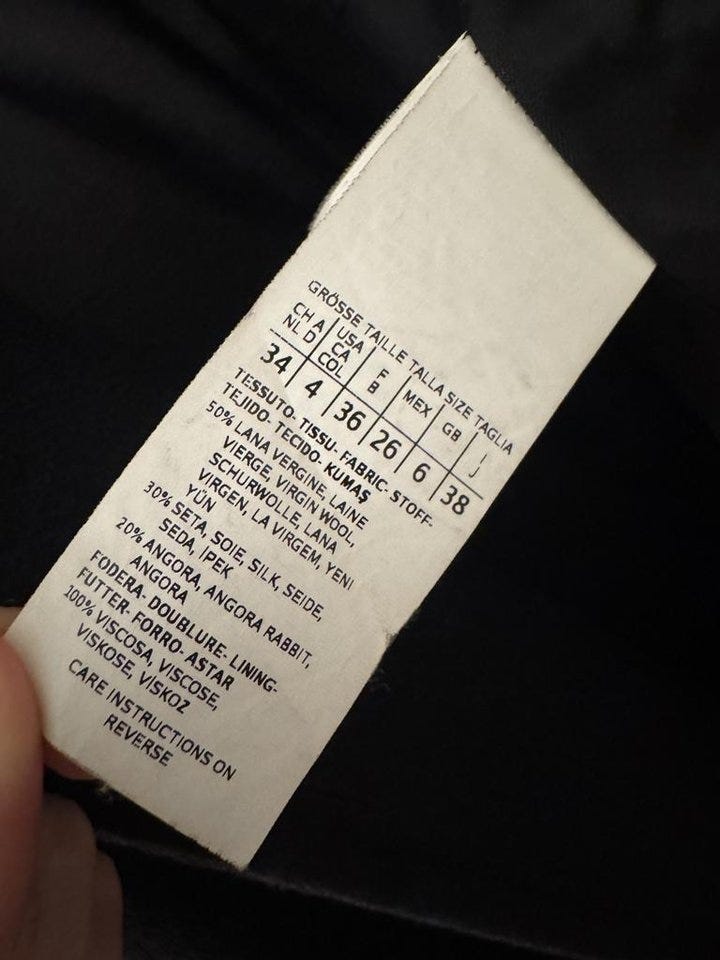 GRÖSSE TAILLE TALLA SIZE TAGLIA
CH A USA F MEX GB I
NL D CA B J
COL
34 4 36 26 6 38
TESSUTO- TISSU- FABRIC- STOFF-
TEJIDO- TECIDO- KUMAŞ
50% LANA VERGINE, LAINE
VIERGE, VIRGIN WOOL,
SCHURWOLLE, LANA
VIRGEN, LA VIRGEM, YENI
YÜN
30% SETA, SOIE, SILK, SEIDE,
SEDA, IPEK
20% ANGORA, ANGORA RABBIT,
ANGORA
FODERA- DOUBLURE- LINING-
FUTTER- FORRO- ASTAR
100% VISCOSA, VISCOSE,
VISKOSE, VISKOZ
CARE INSTRUCTIONS ON
REVERSE